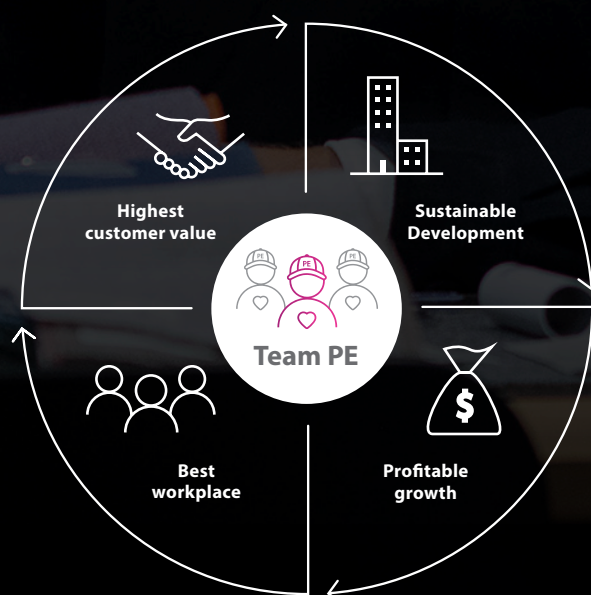 Highest
customer value
Sustainable
Development
PE
PE
PE
Team PE
$
Best
workplace
Profitable
growth